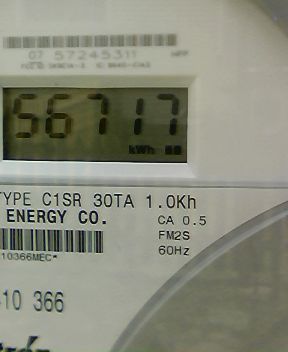 07 57245311
56717
kWh
TYPE C1SR 30TA 1.0Kh
ENERGY CO.
CA 0.5
FM2S
60Hz
10366MEC*
10 366